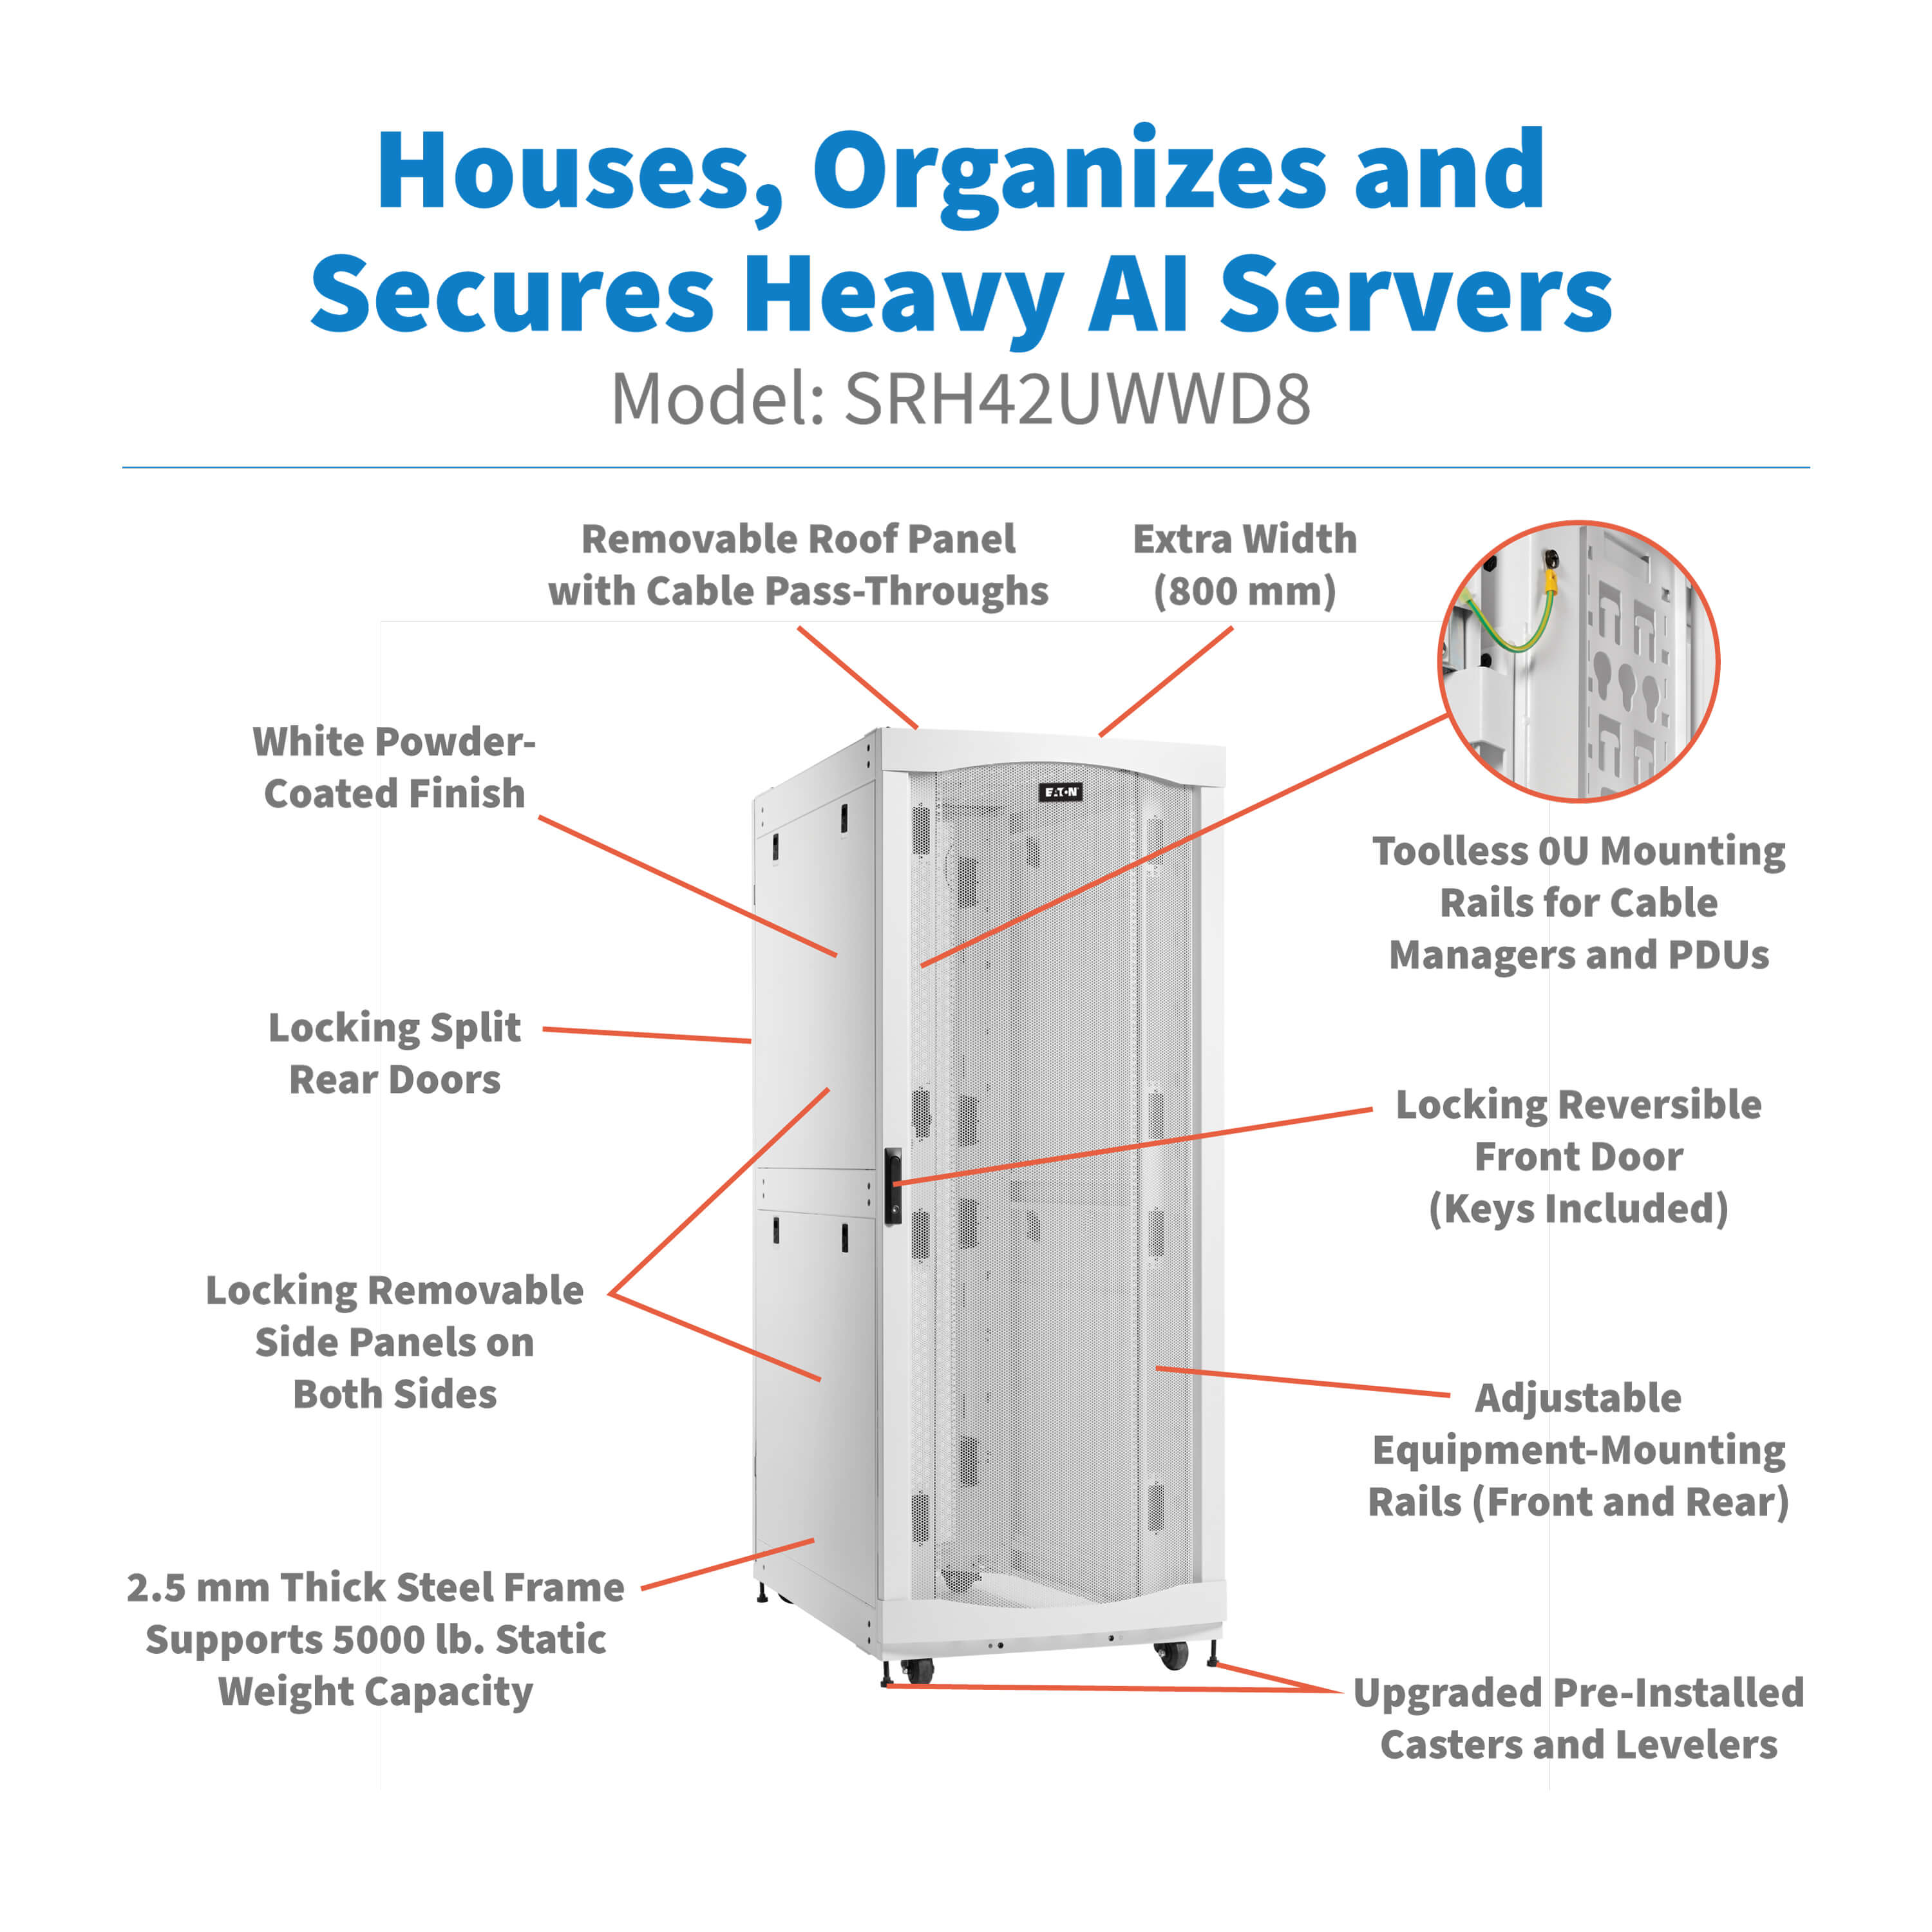 Houses, Organizes and
Secures Heavy AI Servers
Model: SRH42UWWD8
Removable Roof Panel
with Cable Pass-Throughs
Extra Width
(800 mm)
White Powder-
Coated Finish
EATON
Toolless 0U Mounting
Rails for Cable
Managers and PDUs
Locking Split
Rear Doors
Locking Reversible
Front Door
(Keys Included)
Locking Removable
Side Panels on
Both Sides
Adjustable
Equipment-Mounting
Rails (Front and Rear)
2.5 mm Thick Steel Frame
Supports 5000 lb. Static
Weight Capacity
Upgraded Pre-Installed
Casters and Levelers